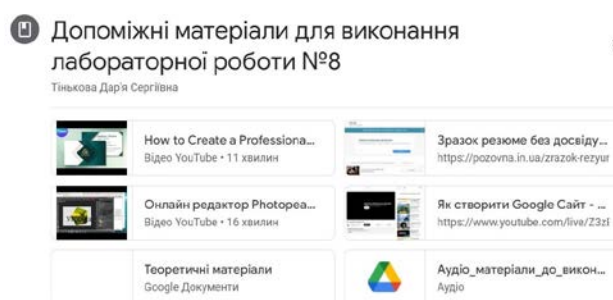 Допоміжні матеріали для виконання
лабораторної роботи №8
Тінькова Дар'я Сергіївна
How to Create a Professiona...
Відео YouTube • 11 хвилин
Зразок резюме без досвіду...
https://pozovna.in.ua/zrazok-rezyur
Онлайн редактор Photopea...
Відео YouTube • 16 хвилин
Як створити Google Сайт - ...
https://www.youtube.com/live/Z3zE
Теоретичні матеріали
Google Документи
Аудіо_матеріали_до_викон...
Аудіо